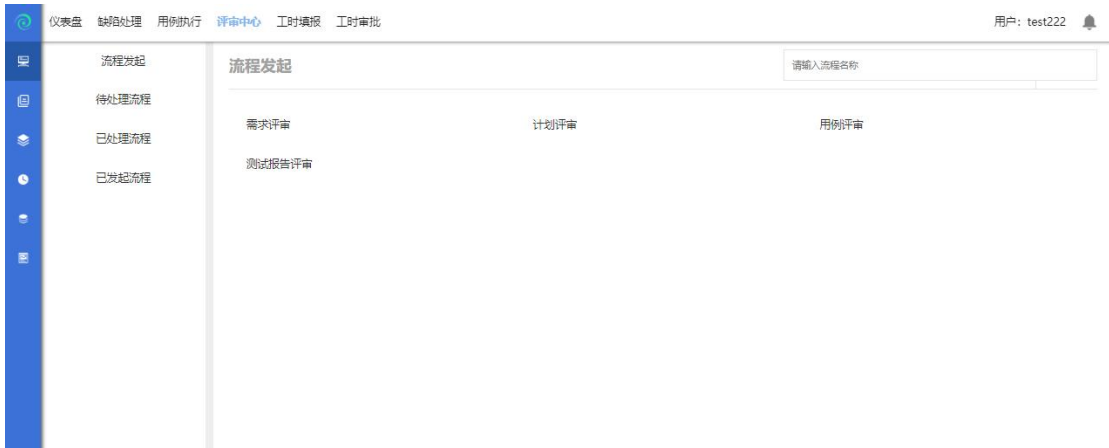 仪表盘 缺陷处理 用例执行 评审中心 工时填报 工时审批 用户：test222
流程发起
待处理流程
已处理流程
已发起流程
流程发起 请输入流程名称
需求评审 计划评审 用例评审
测试报告评审